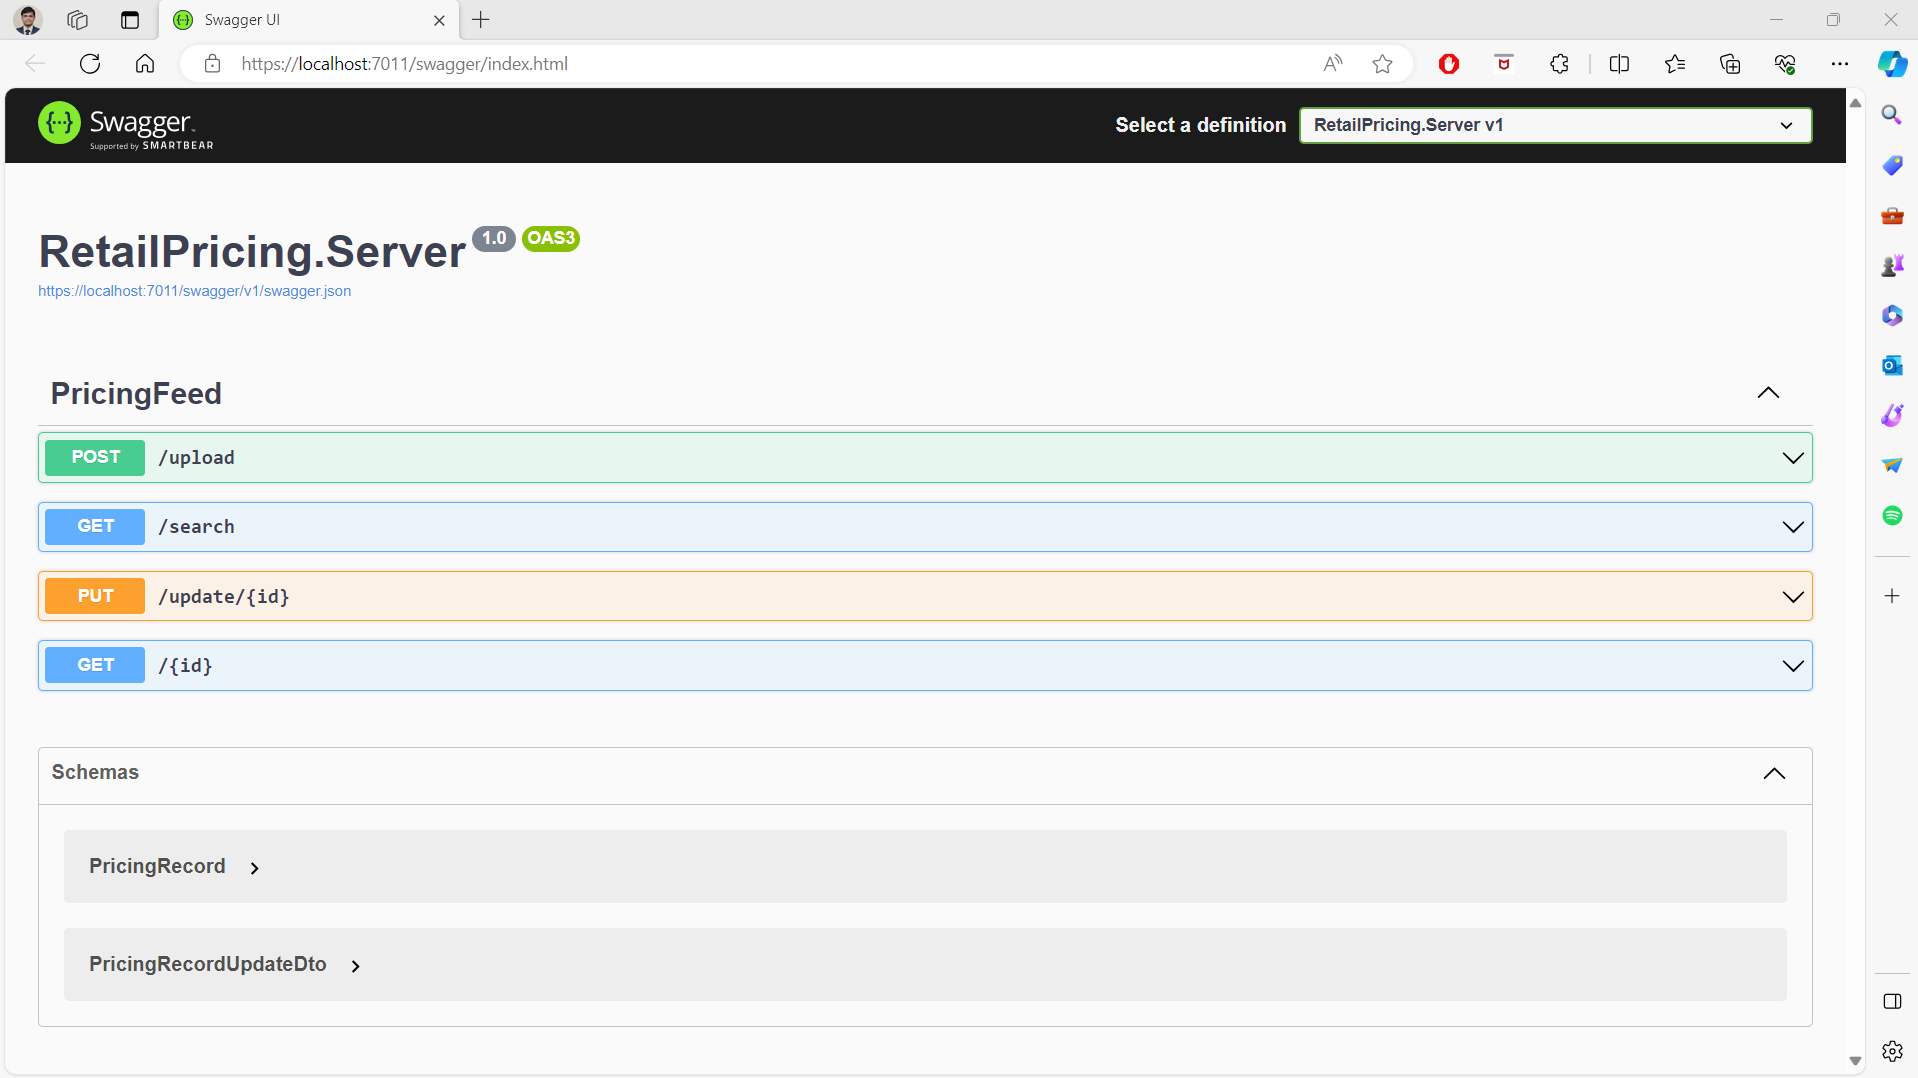 Swagger UI
https://localhost:7011/swagger/index.html
Swagger
Supported by SMARTBEAR
Select a definition
RetailPricing.Server v1
RetailPricing.Server 1.0 OAS3
https://localhost:7011/swagger/v1/swagger.json
PricingFeed
POST /upload
GET /search
PUT /update/{id}
GET /{id}
Schemas
PricingRecord
PricingRecordUpdateDto